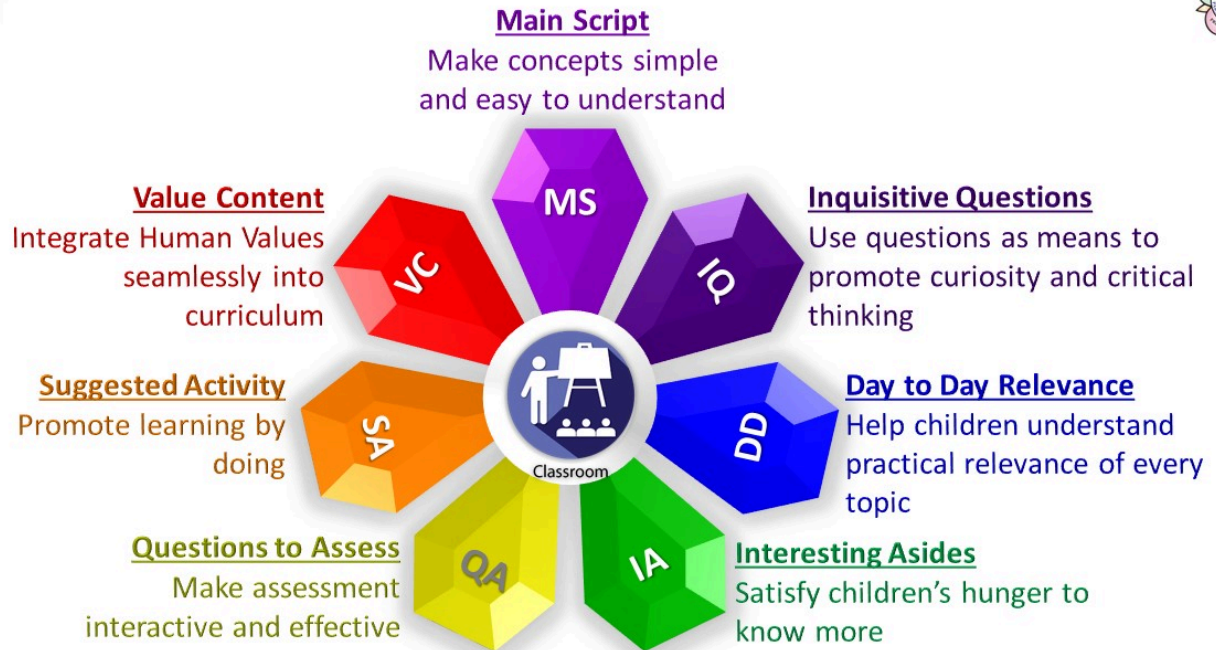 Main Script
Make concepts simple
and easy to understand
MS
Inquisitive Questions
Use questions as means to
promote curiosity and critical
thinking
IQ
Day to Day Relevance
Help children understand
practical relevance of every
topic
DD
Interesting Asides
Satisfy children’s hunger to
know more
IA
Questions to Assess
Make assessment
interactive and effective
QA
Suggested Activity
Promote learning by
doing
SA
Value Content
Integrate Human Values
seamlessly into
curriculum
VC
Classroom